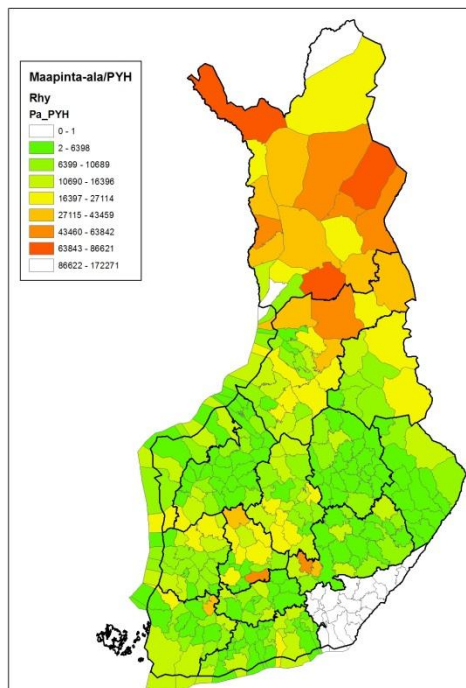 Maapinta-ala/PYH
Rhy
Pa_PYH
0 - 1
2 - 6398
6399 - 10689
10690 - 16396
16397 - 27114
27115 - 43459
43460 - 63842
63843 - 86621
86622 - 172271